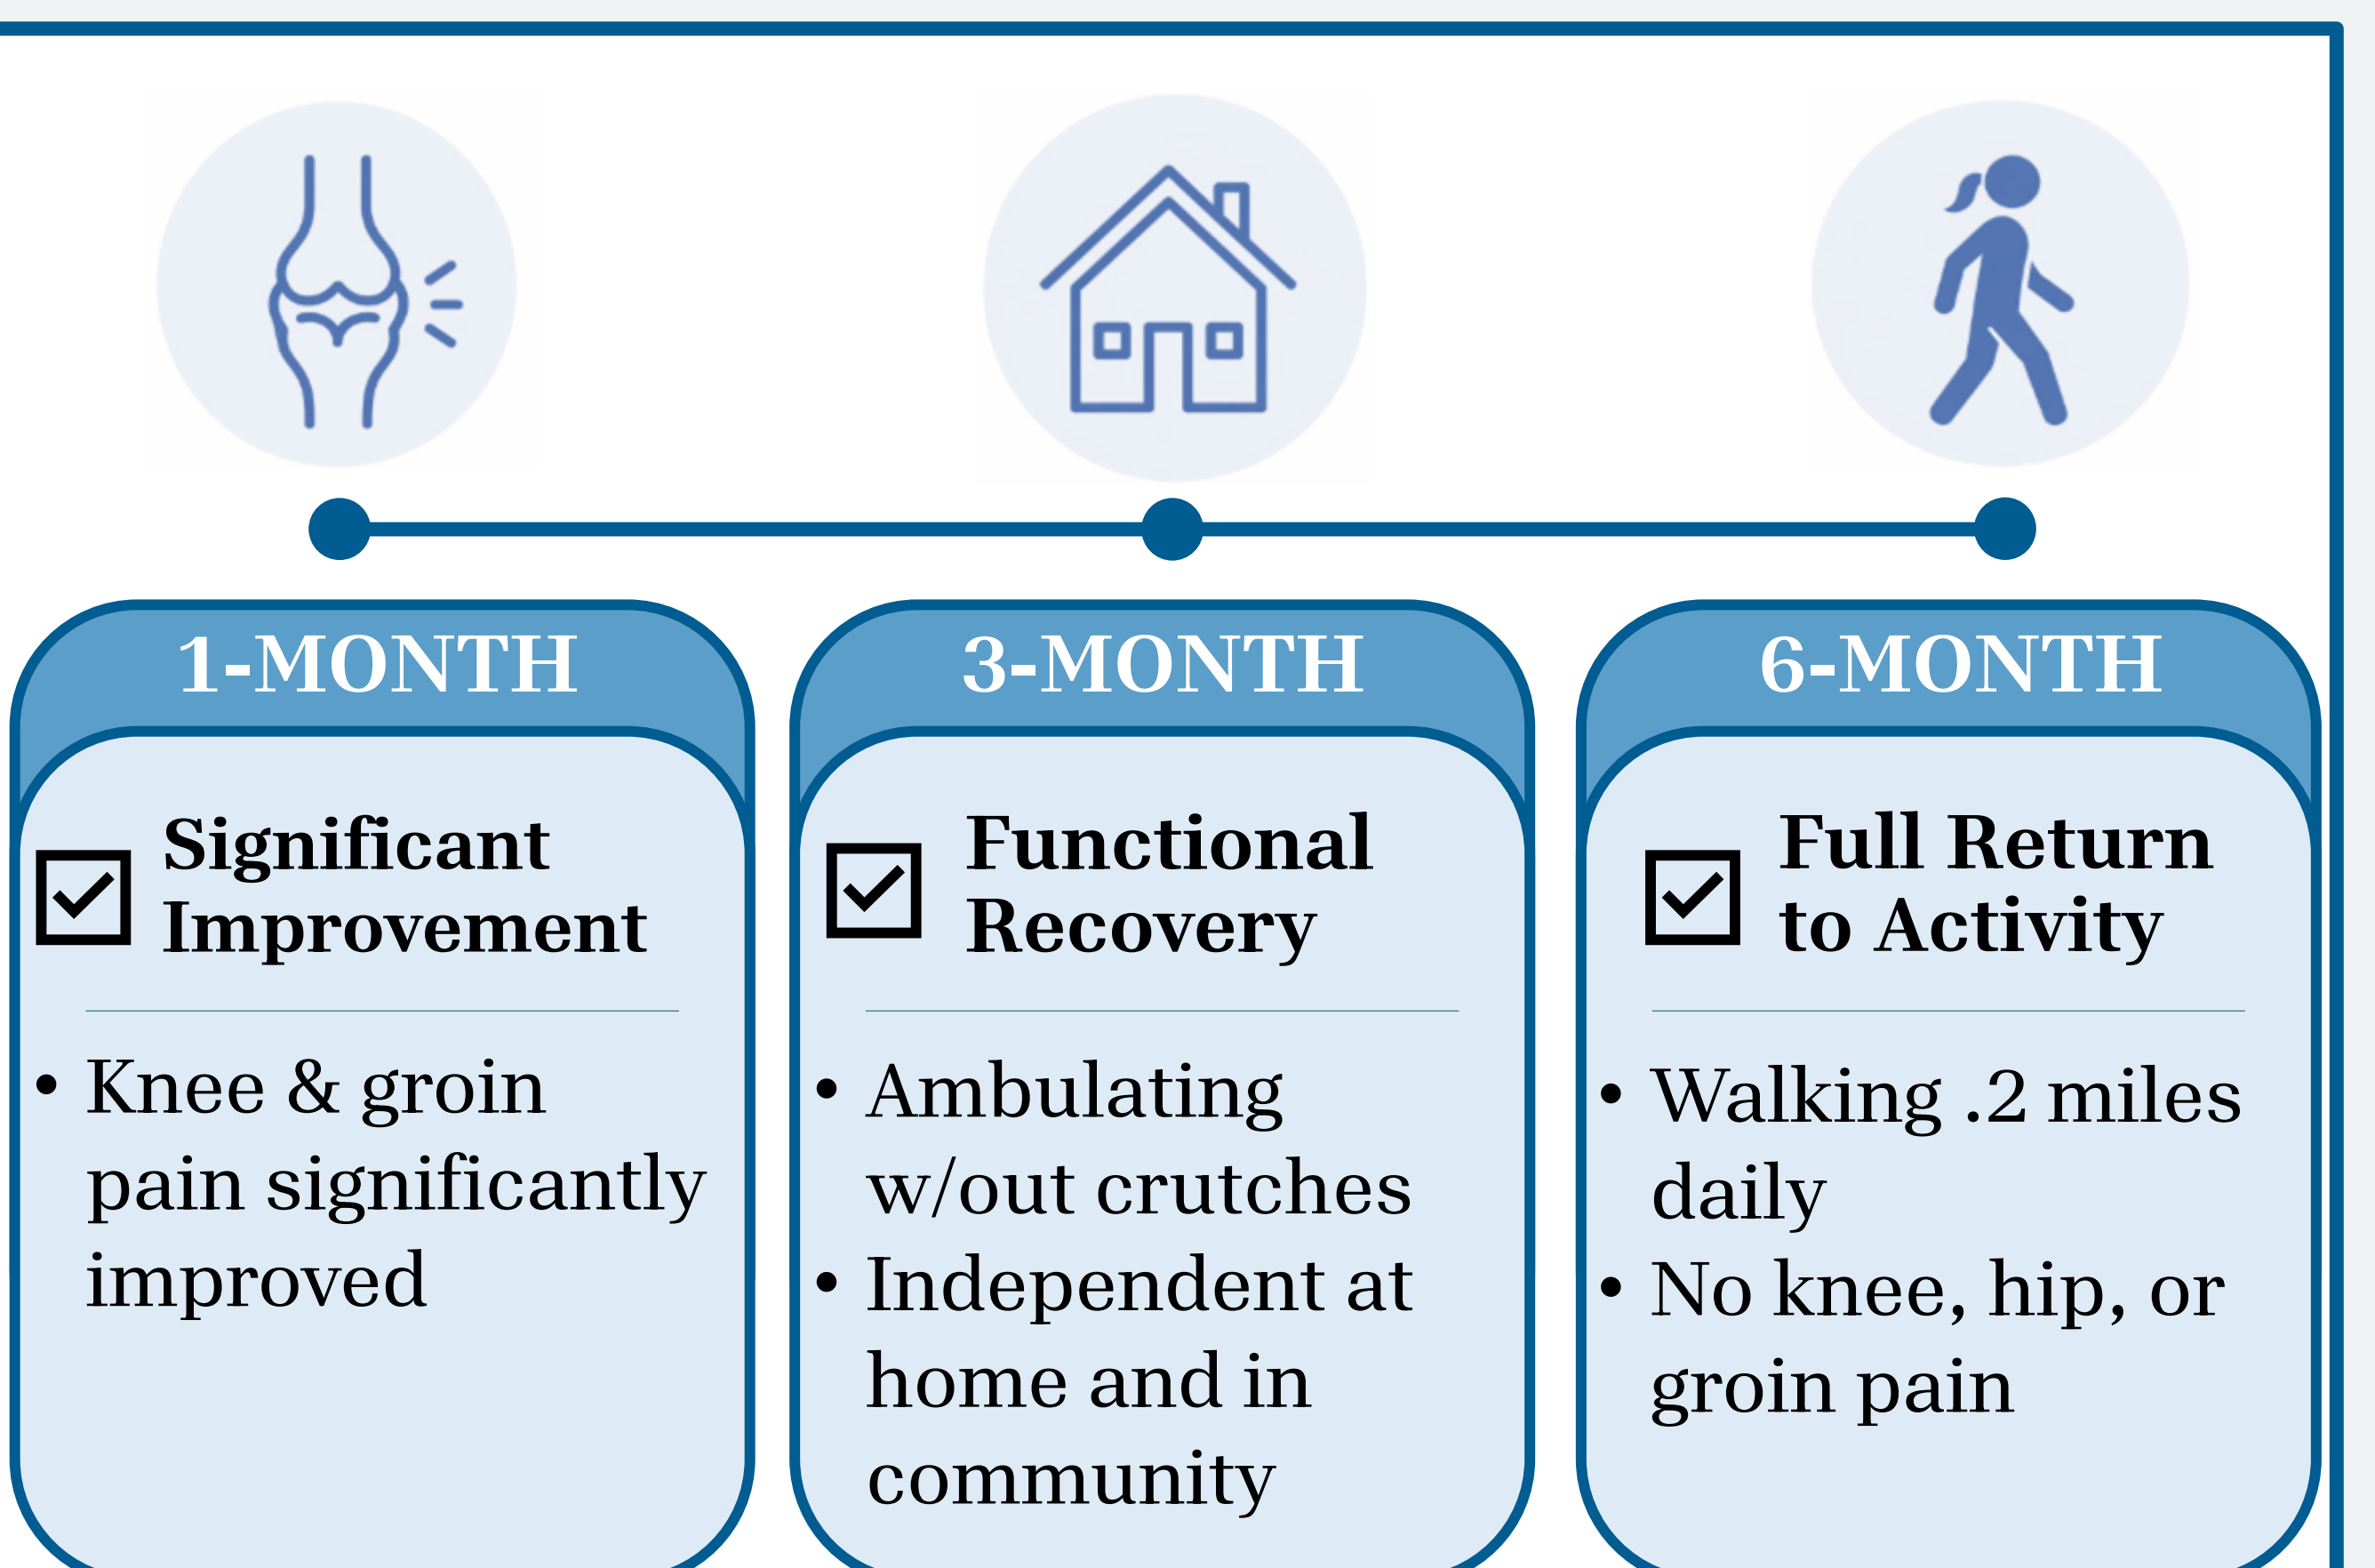 1-MONTH
Significant
Improvement
• Knee & groin
pain significantly
improved
3-MONTH
Functional
Recovery
• Ambulating
w/out crutches
• Independent at
home and in
community
6-MONTH
Full Return
to Activity
• Walking .2 miles
daily
• No knee, hip, or
groin pain